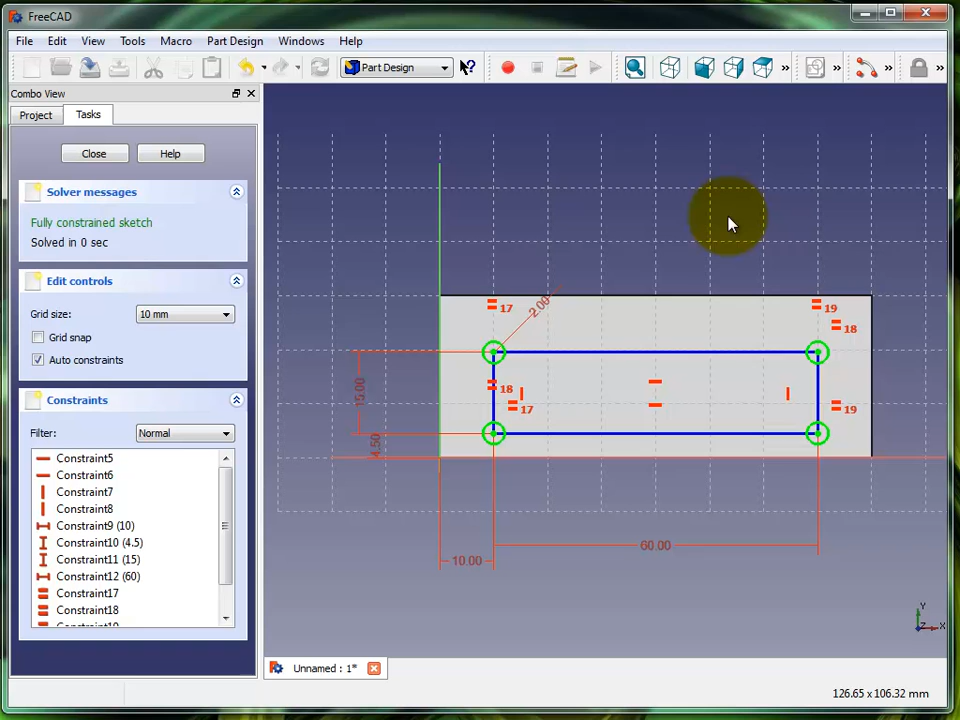 FreeCAD
File Edit View Tools Macro Part Design Windows Help
Part Design
Combo View
Project Tasks
Close Help
Solver messages
Fully constrained sketch
Solved in 0 sec
Edit controls
Grid size: 10 mm
Grid snap
Auto constraints
Constraints
Filter: Normal
Constraint5
Constraint6
Constraint7
Constraint8
Constraint9 (10)
Constraint10 (4.5)
Constraint11 (15)
Constraint12 (60)
Constraint17
Constraint18
Constraint19
17
2.00
19
18
15.00
18
17
19
4.50
60.00
10.00
Y
Z X
Unnamed : 1*
126.65 x 106.32 mm